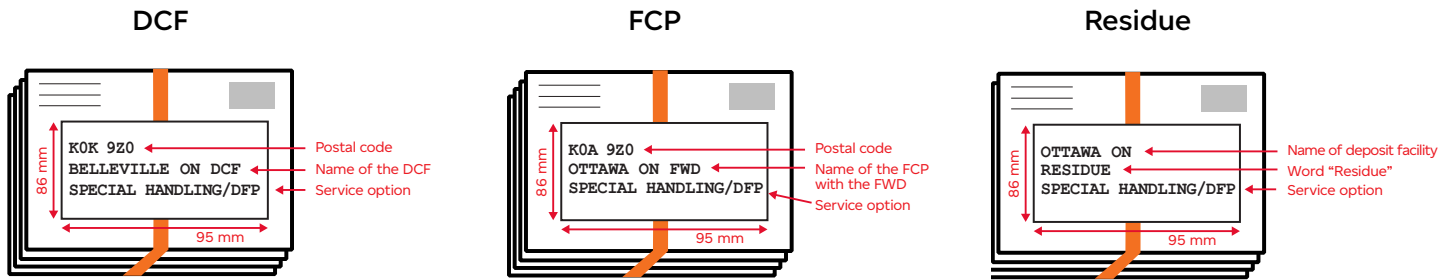 DCF
K0K 9Z0
BELLEVILLE ON DCF
SPECIAL HANDLING/DFP
86 mm
95 mm
Postal code
Name of the DCF
Service option
FCP
K0A 9Z0
OTTAWA ON FWD
SPECIAL HANDLING/DFP
86 mm
95 mm
Postal code
Name of the FCP
with the FWD
Service option
Residue
OTTAWA ON
RESIDUE
SPECIAL HANDLING/DFP
86 mm
95 mm
Name of deposit facility
Word “Residue”
Service option